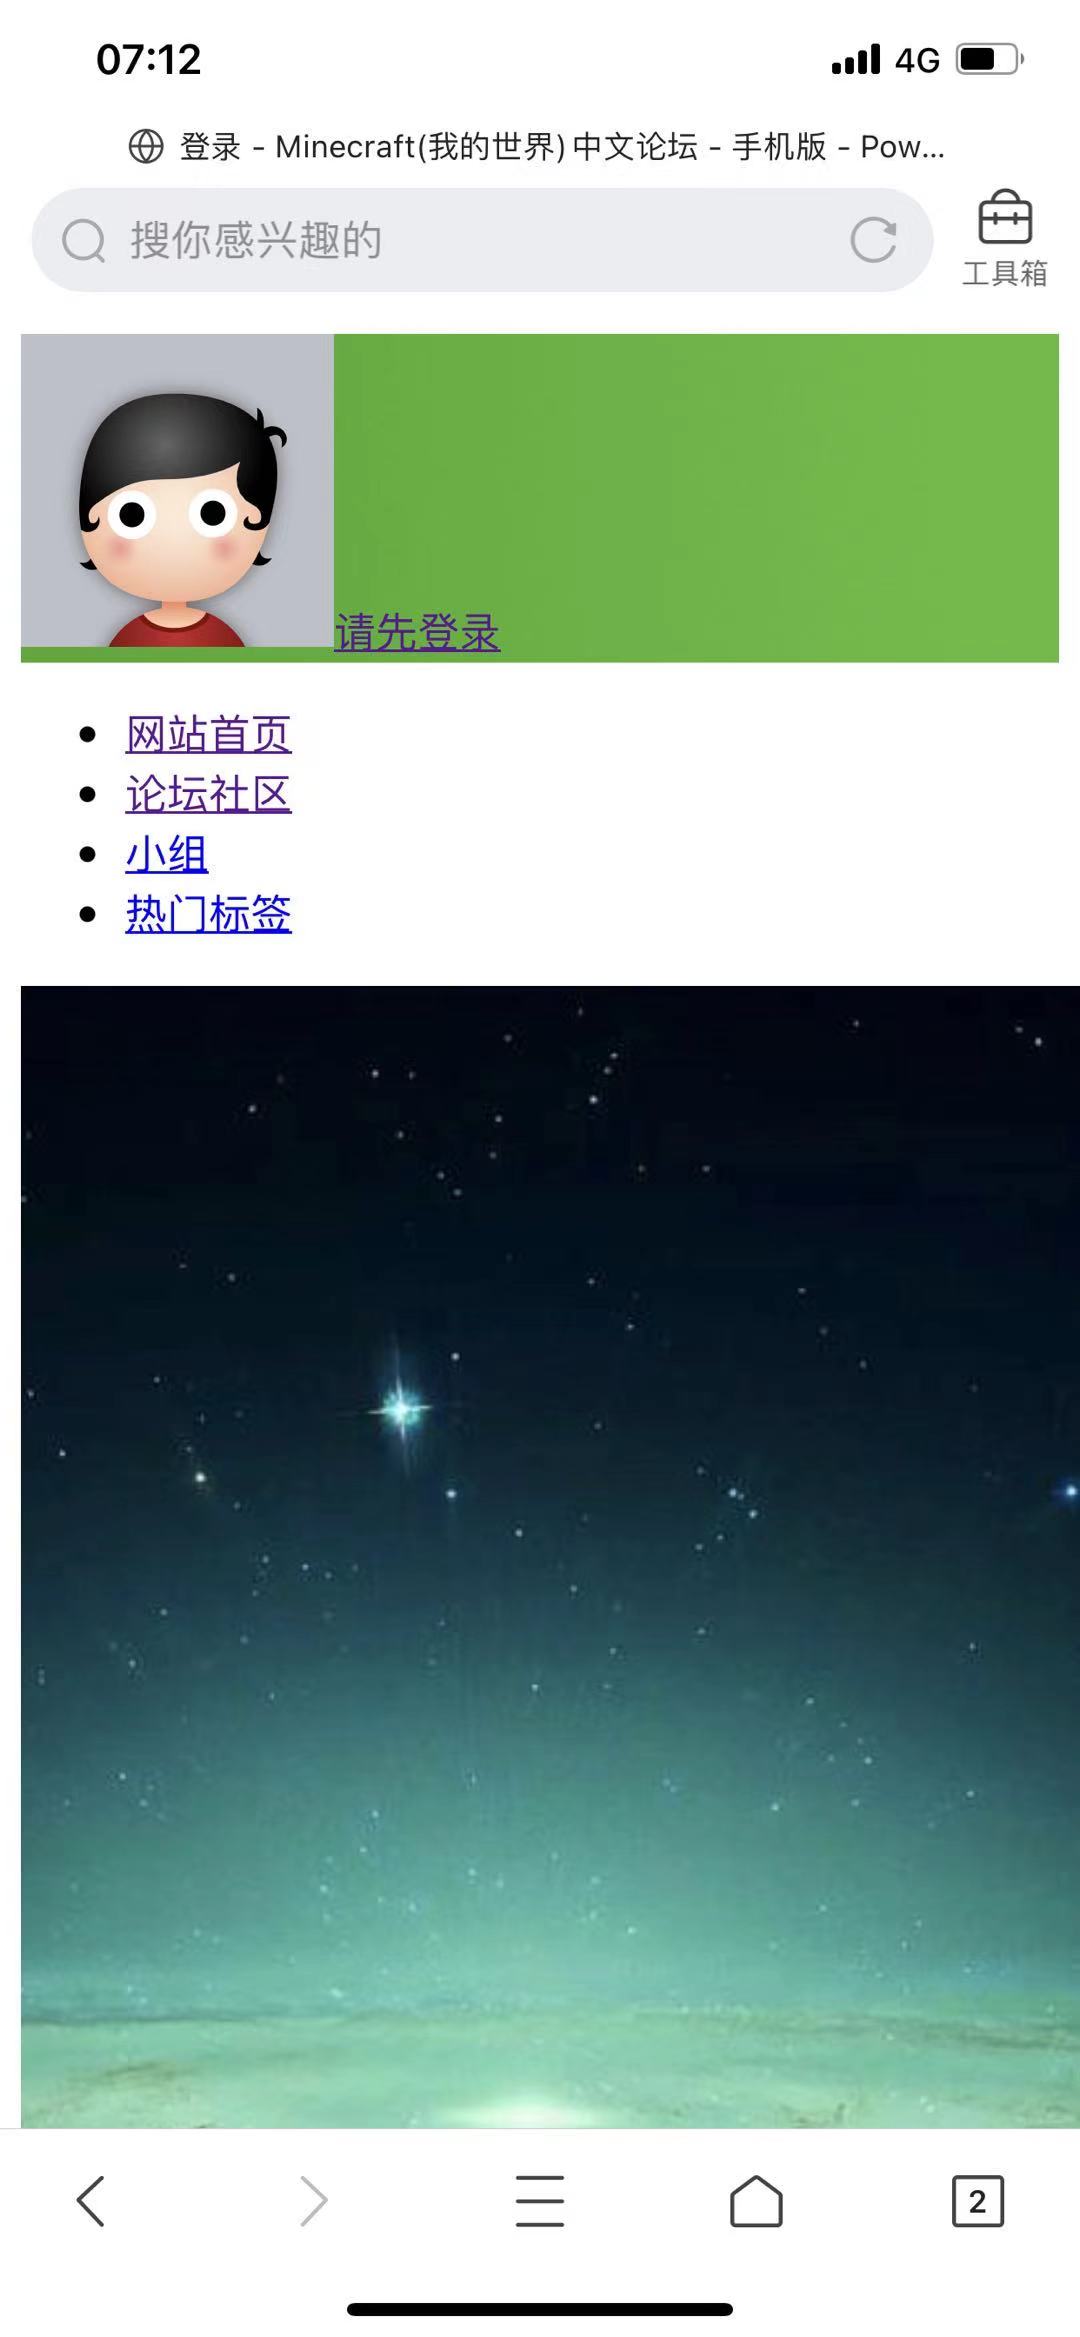 07:12
4G
登录 - Minecraft(我的世界)中文论坛 - 手机版 - Pow...
搜你感兴趣的
工具箱
请先登录
网站首页
论坛社区
小组
热门标签
2